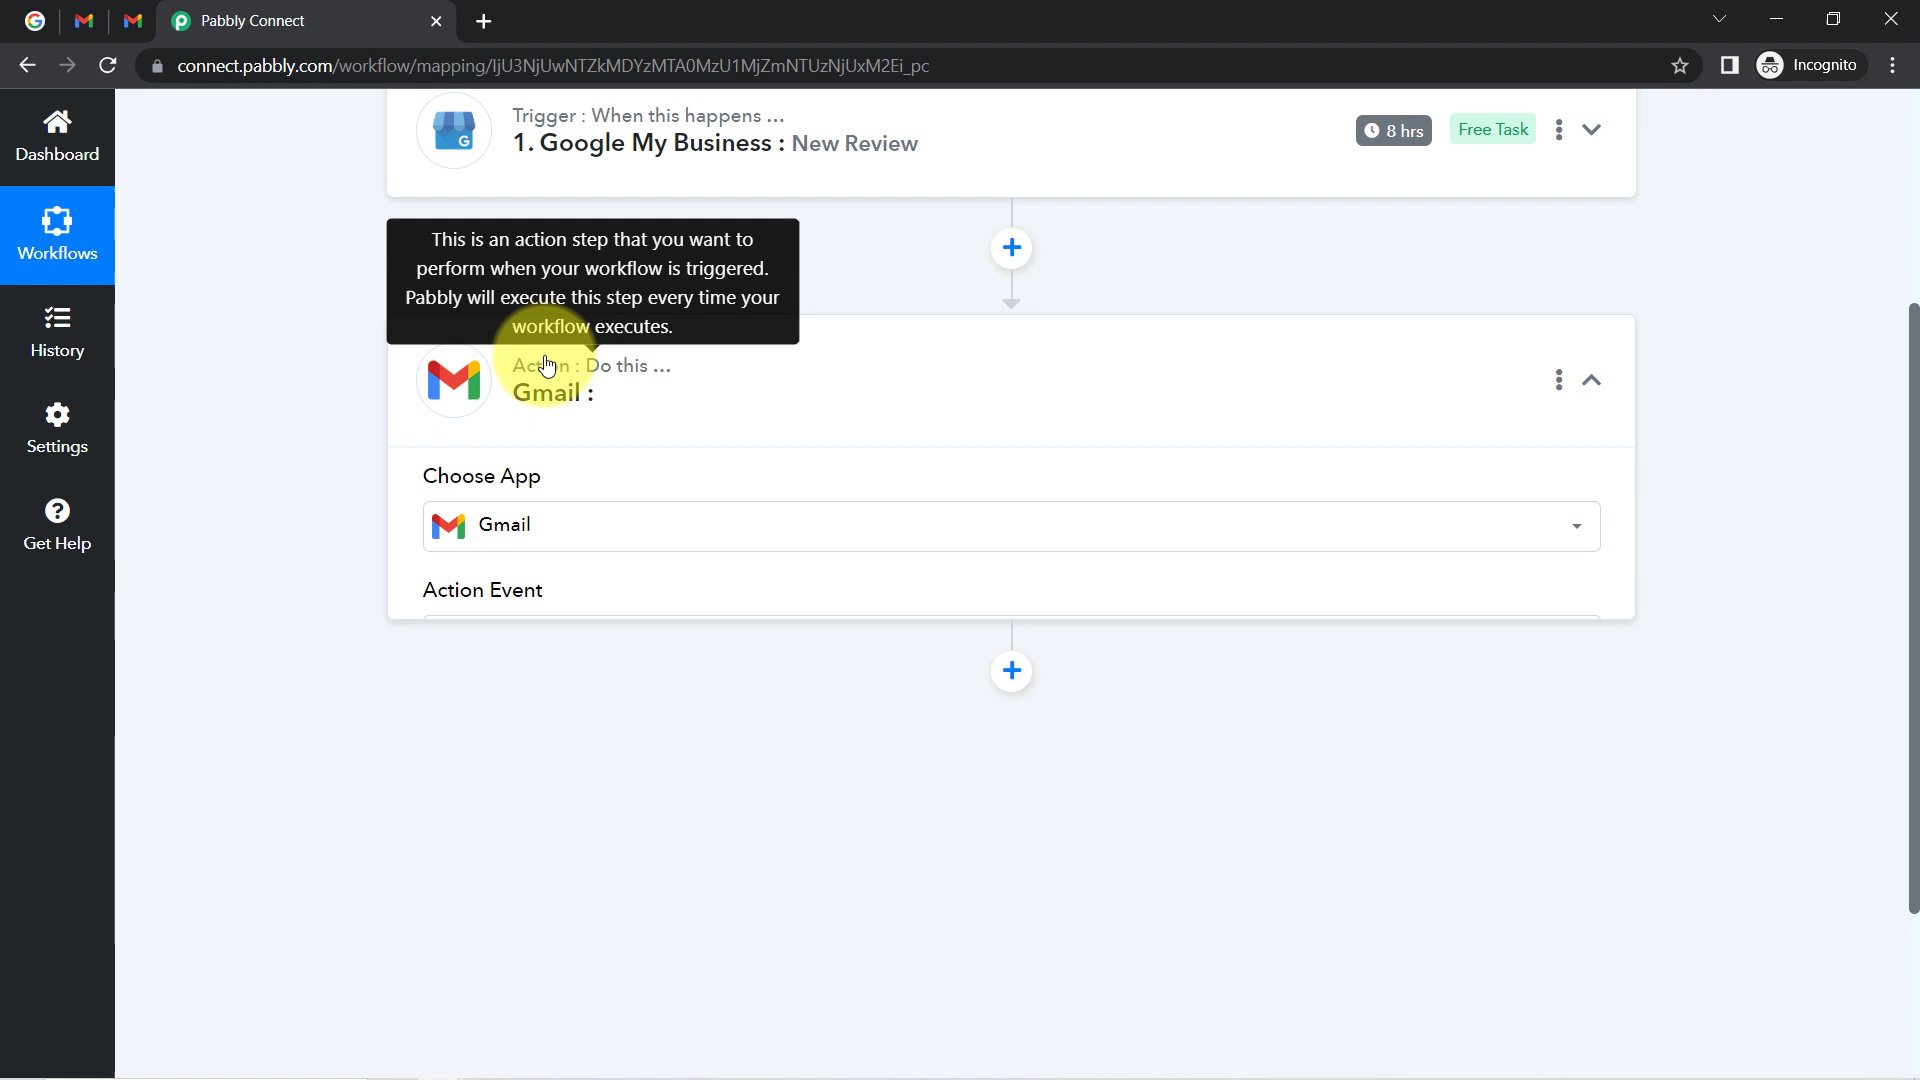 Pabbly Connect
connect.pabbly.com/workflow/mapping/IjU3NjUwNTZkMDYzMTA0MzU1MjZmNTUzNjUxM2Ei_pc
Incognito
Dashboard
Workflows
History
Settings
Get Help
Trigger : When this happens ...
1. Google My Business : New Review
8 hrs
Free Task
This is an action step that you want to
perform when your workflow is triggered.
Pabbly will execute this step every time your
workflow executes.
Action : Do this ...
Gmail :
Choose App
Gmail
Action Event